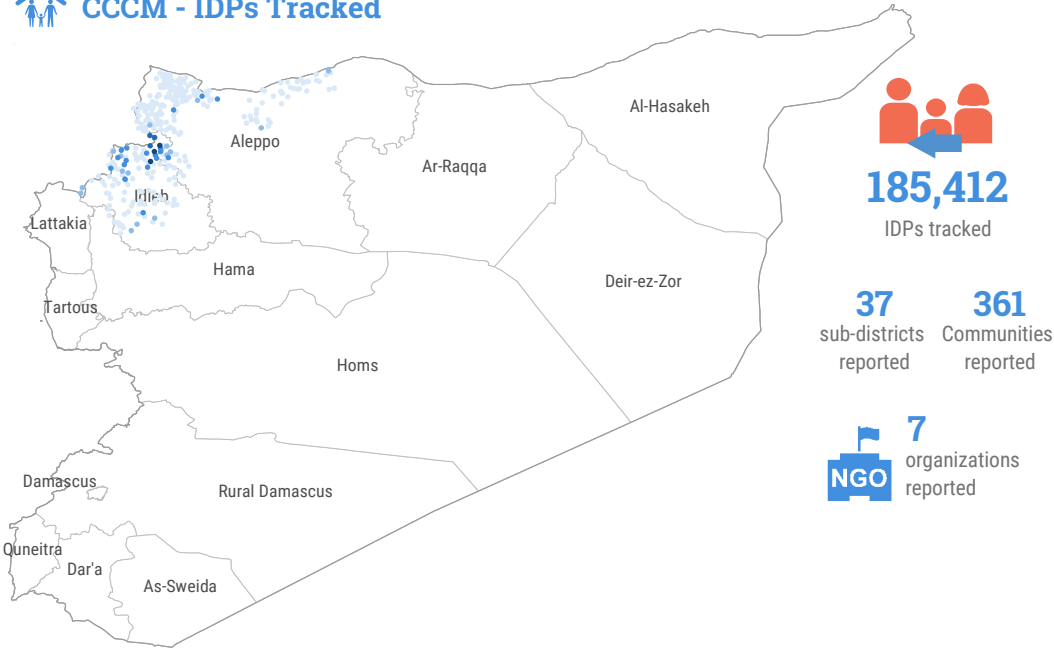 CCCM - IDPs Tracked
Al-Hasakeh
Aleppo
Ar-Raqqa
Idleb
185,412
IDPs tracked
Lattakia
Hama
Deir-ez-Zor
Tartous
37
sub-districts
reported
361
Communities
reported
Homs
7
organizations
reported
NGO
Damascus
Rural Damascus
Quneitra
Dar'a
As-Sweida